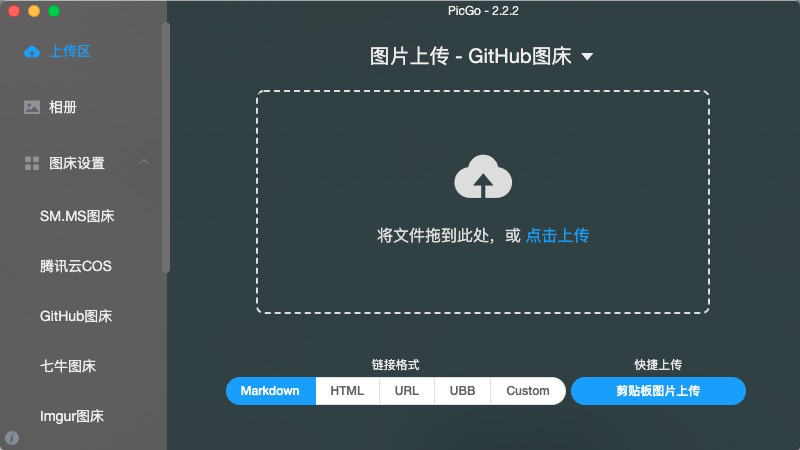 PicGo - 2.2.2
上传区
相册
图床设置
SM.MS图床
腾讯云COS
GitHub图床
七牛图床
Imgur图床
图片上传 - GitHub图床
将文件拖到此处，或 点击上传
链接格式
Markdown HTML URL UBB Custom
快捷上传
剪贴板图片上传